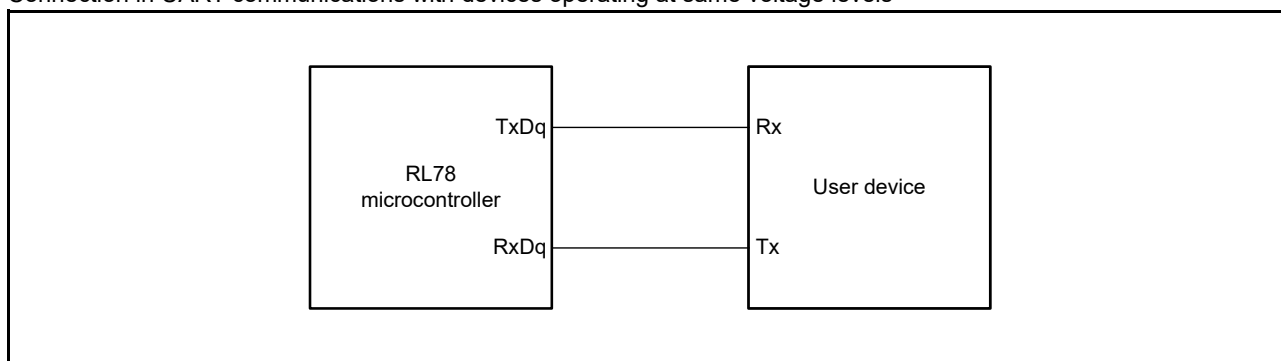 Connection in UART communications with devices operating at same voltage levels
TxDq
Rx
RL78
microcontroller
User device
RxDq
Tx